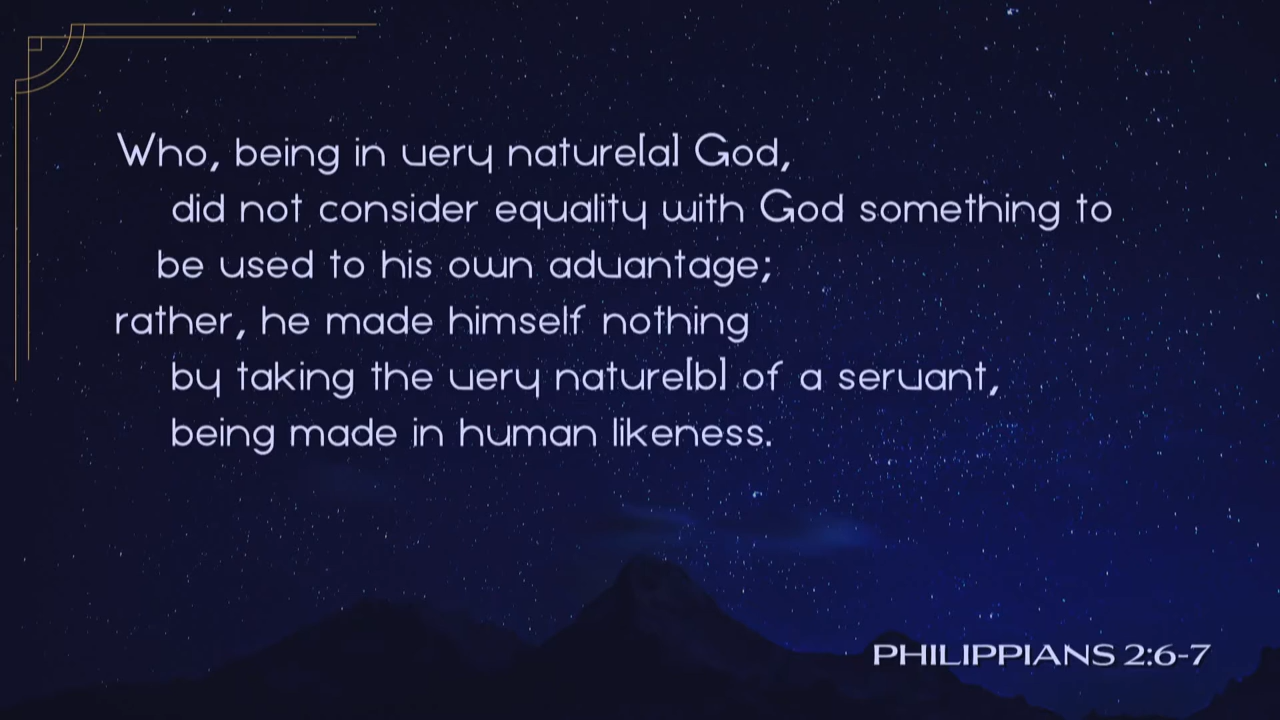 Who, being in very nature[a] God,
did not consider equality with God something to
be used to his own advantage;
rather, he made himself nothing
by taking the very nature[b] of a servant,
being made in human likeness.
PHILIPPIANS 2:6-7